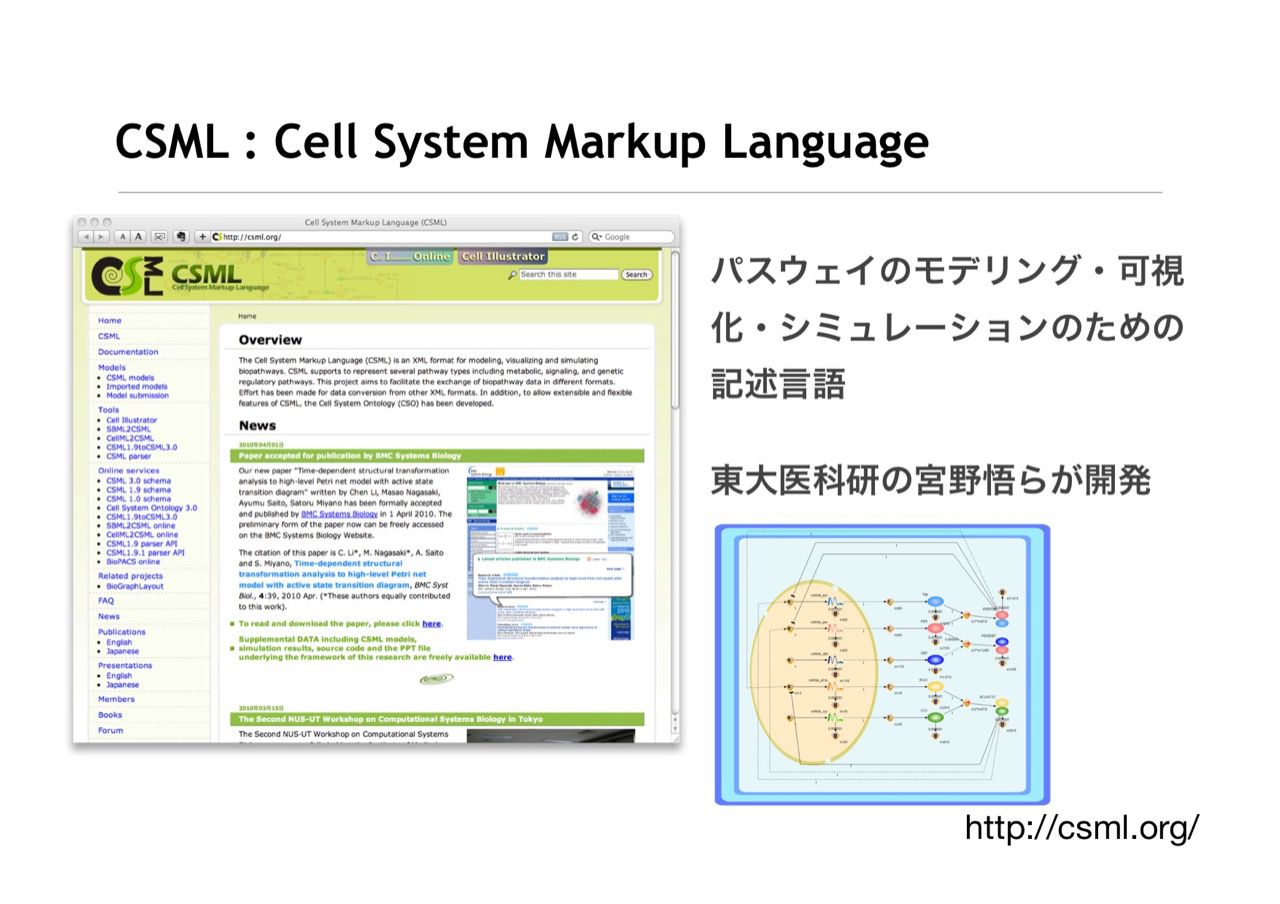 CSML : Cell System Markup Language
Cell System Markup Language (CSML)
A A + http://csml.org/ RSS Google
Online Cell Illustrator
CSML
Cell System Markup Language
Search this site Search
Home
CSML
Documentation
Models
CSML models
Imported models
Model submission
Tools
Cell Illustrator
SBML2CSML
CellML2CSML
CSML1.9toCSML3.0
CSML parser
Online services
CSML 3.0 schema
CSML 1.9 schema
CSML 1.0 schema
Cell System Ontology 3.0
CSML1.9toCSML3.0
SBML2CSML online
CellML2CSML online
CSML1.9 parser API
CSML1.9.1 parser API
BioPACS online
Related projects
BioGraphLayout
FAQ
News
Publications
English
Japanese
Presentations
English
Japanese
Members
Books
Forum
Home
Overview
The Cell System Markup Language (CSML) is an XML format for modeling, visualizing and simulating
biopathways. CSML supports to represent several pathway types including metabolic, signaling, and genetic
regulatory pathways. This project aims to facilitate the exchange of biopathway data in different formats.
Effort has been made for data conversion from other XML formats. In addition, to allow extensible and flexible
features of CSML, the Cell System Ontology (CSO) has been developed.
News
2010年04月01日
Paper accepted for publication by BMC Systems Biology
Our new paper "Time-dependent structural transformation
analysis to high-level Petri net model with active state
transition diagram" written by Chen Li, Masao Nagasaki,
Ayumu Saito, Satoru Miyano has been formally accepted
and published by BMC Systems Biology in 1 April 2010. The
preliminary form of the paper now can be freely accessed
on the BMC Systems Biology Website.
The citation of this paper is C. Li*, M. Nagasaki*, A. Saito
and S. Miyano, Time-dependent structural
transformation analysis to high-level Petri net
model with active state transition diagram, BMC Syst
Biol., 4:39, 2010 Apr. (*These authors equally contributed
to this work).
To read and download the paper, please click here.
Supplemental DATA including CSML models,
simulation results, source code and the PPT file
underlying the framework of this research are freely available here.
2010年03月15日
The Second NUS-UT Workshop on Computational Systems Biology in Tokyo
The Second NUS-UT Workshop on Computational Systems
パスウェイのモデリング・可視
化・シミュレーションのための
記述言語
東大医科研の宮野悟らが開発
http://csml.org/